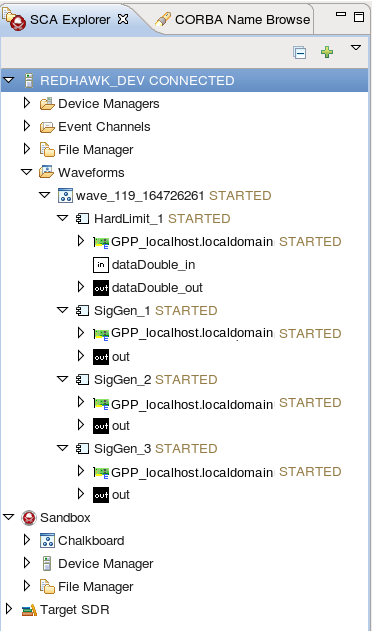 SCA Explorer CORBA Name Browse
REDHAWK_DEV CONNECTED
Device Managers
Event Channels
File Manager
Waveforms
wave_119_164726261 STARTED
HardLimit_1 STARTED
GPP_localhost.localdomain STARTED
in dataDouble_in
out dataDouble_out
SigGen_1 STARTED
GPP_localhost.localdomain STARTED
out out
SigGen_2 STARTED
GPP_localhost.localdomain STARTED
out out
SigGen_3 STARTED
GPP_localhost.localdomain STARTED
out out
Sandbox
Chalkboard
Device Manager
File Manager
Target SDR